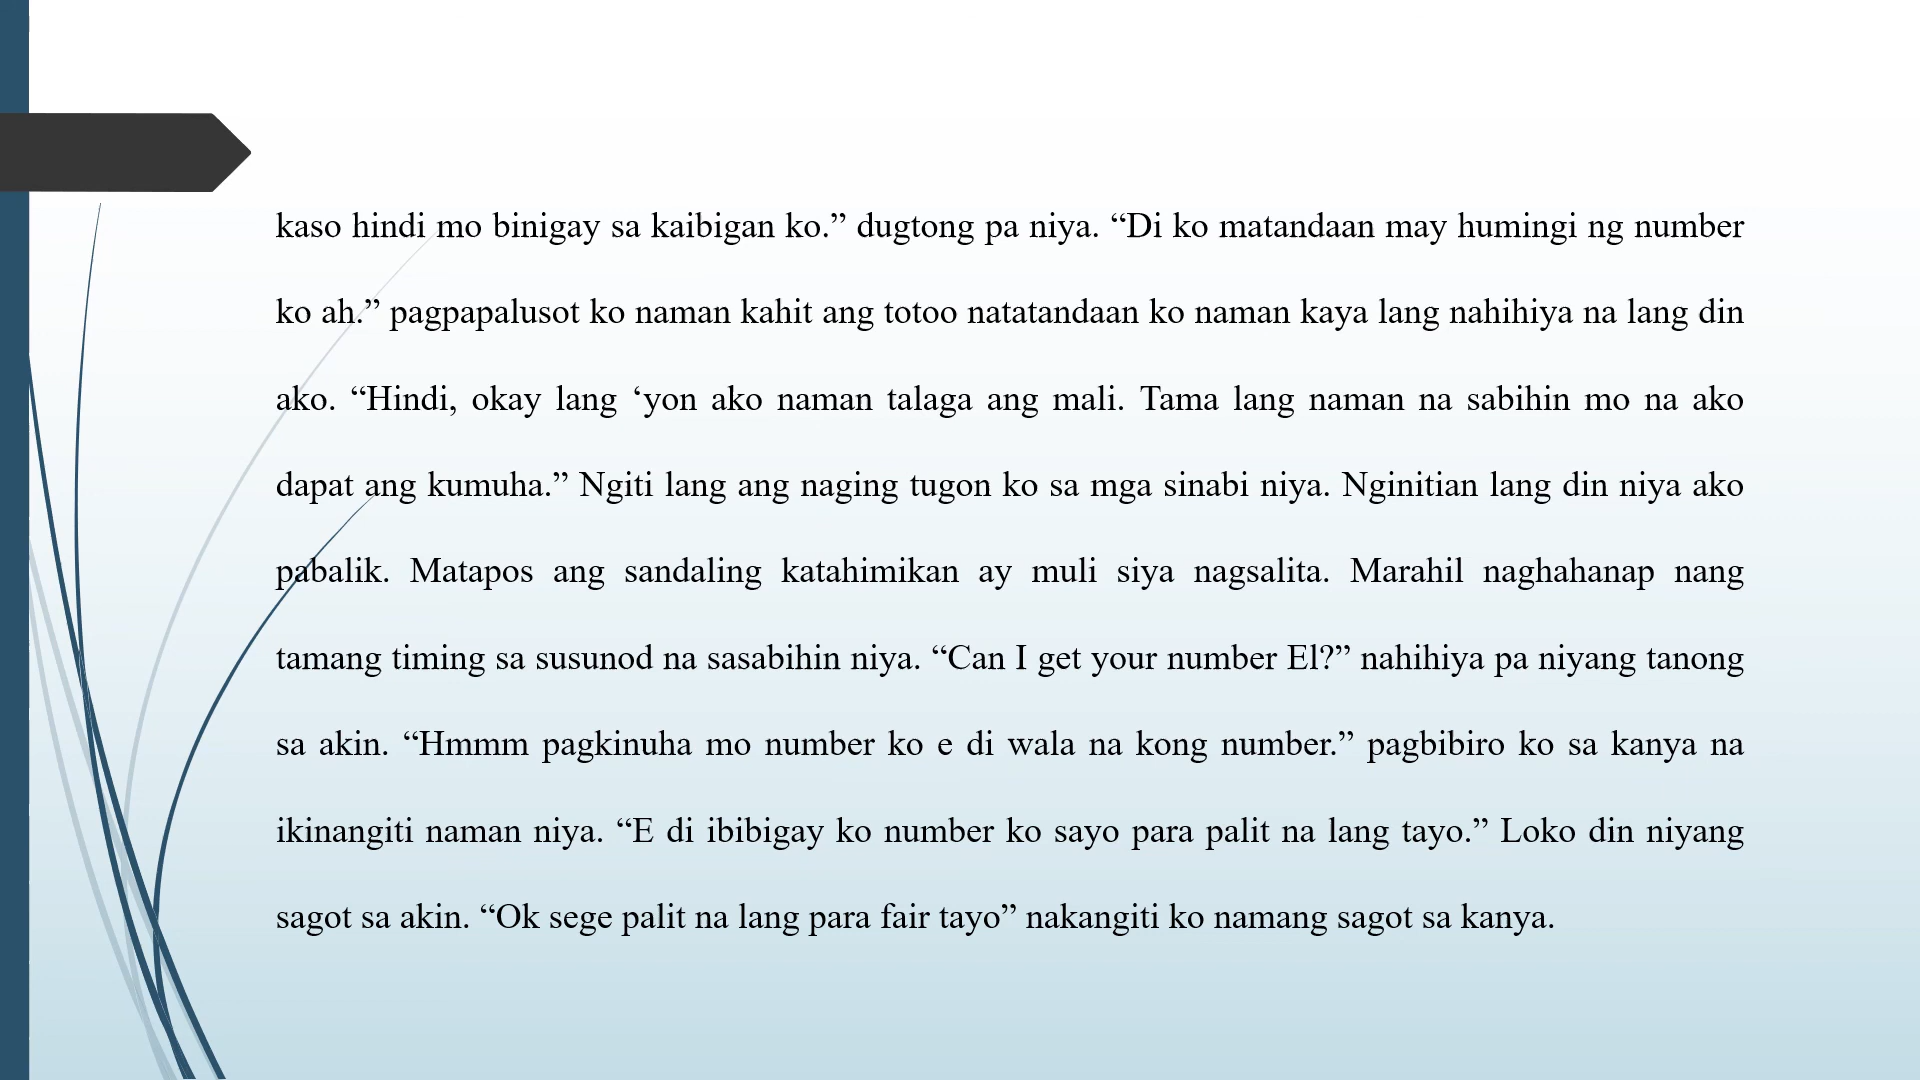 kaso hindi mo binigay sa kaibigan ko.” dugtong pa niya. “Di ko matandaan may humingi ng number
ko ah.” pagpapalusot ko naman kahit ang totoo natatandaan ko naman kaya lang nahihiya na lang din
ako. “Hindi, okay lang ‘yon ako naman talaga ang mali. Tama lang naman na sabihin mo na ako
dapat ang kumuha.” Ngiti lang ang naging tugon ko sa mga sinabi niya. Nginitian lang din niya ako
pabalik. Matapos ang sandaling katahimikan ay muli siya nagsalita. Marahil naghahanap nang
tamang timing sa susunod na sasabihin niya. “Can I get your number El?” nahihiya pa niyang tanong
sa akin. “Hmmm pagkinuha mo number ko e di wala na kong number.” pagbibiro ko sa kanya na
ikinangiti naman niya. “E di ibibigay ko number ko sayo para palit na lang tayo.” Loko din niyang
sagot sa akin. “Ok sege palit na lang para fair tayo” nakangiti ko namang sagot sa kanya.